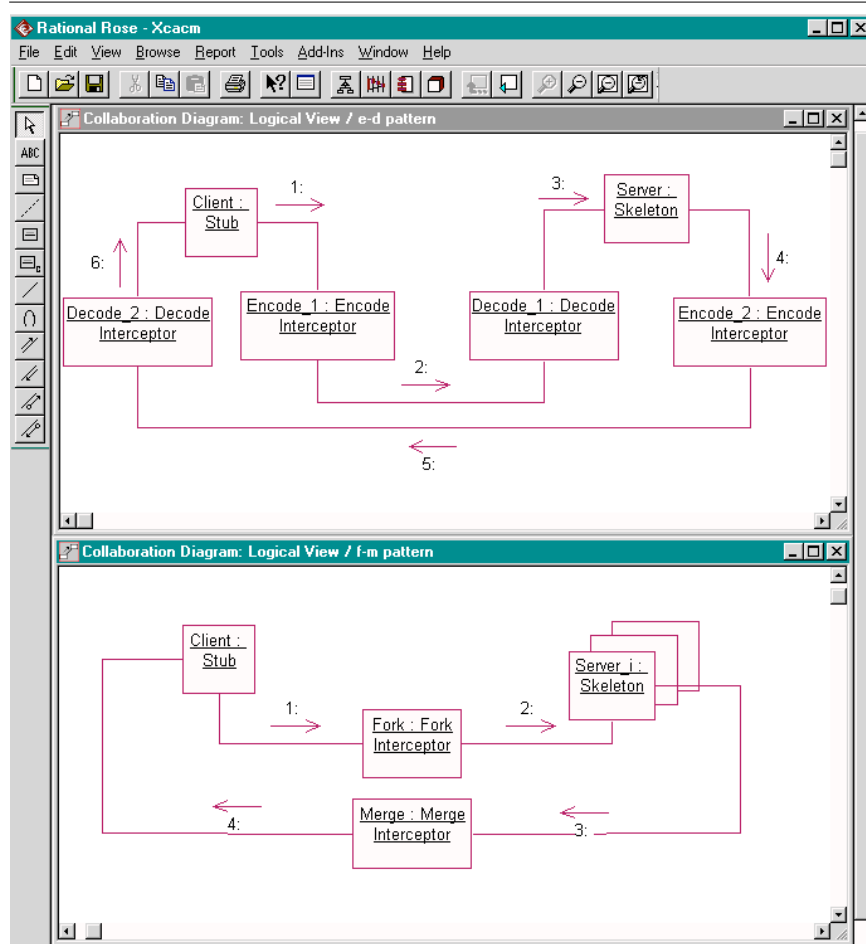 Rational Rose - Xcacm
File Edit View Browse Report Tools Add-Ins Window Help
ABC
Collaboration Diagram: Logical View / e-d pattern
1:
3:
Client :
Stub
Server :
Skeleton
6:
4:
Decode_2 : Decode
Interceptor
Encode_1 : Encode
Interceptor
Decode_1 : Decode
Interceptor
Encode_2 : Encode
Interceptor
2:
5:
Collaboration Diagram: Logical View / f-m pattern
Client :
Stub
Server_i :
Skeleton
1:
2:
Fork : Fork
Interceptor
Merge : Merge
Interceptor
4:
3: